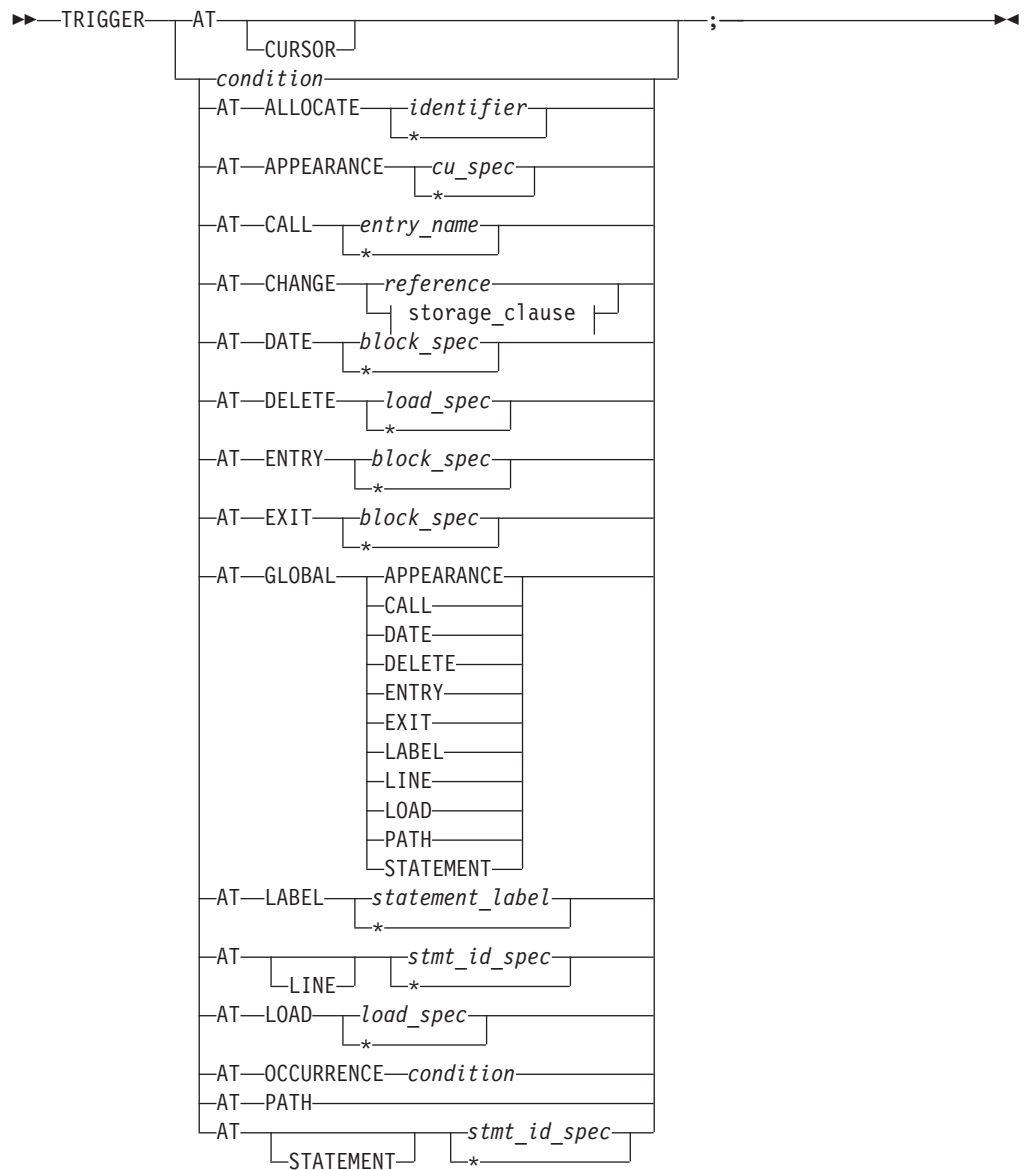 TRIGGER AT ;
CURSOR
condition
AT ALLOCATE identifier
*
AT APPEARANCE cu_spec
*
AT CALL entry_name
*
AT CHANGE reference
storage_clause
AT DATE block_spec
*
AT DELETE load_spec
*
AT ENTRY block_spec
*
AT EXIT block_spec
*
AT GLOBAL APPEARANCE
CALL
DATE
DELETE
ENTRY
EXIT
LABEL
LINE
LOAD
PATH
STATEMENT
AT LABEL statement_label
*
AT stmt_id_spec
LINE *
AT LOAD load_spec
*
AT OCCURRENCE condition
AT PATH
AT stmt_id_spec
STATEMENT *